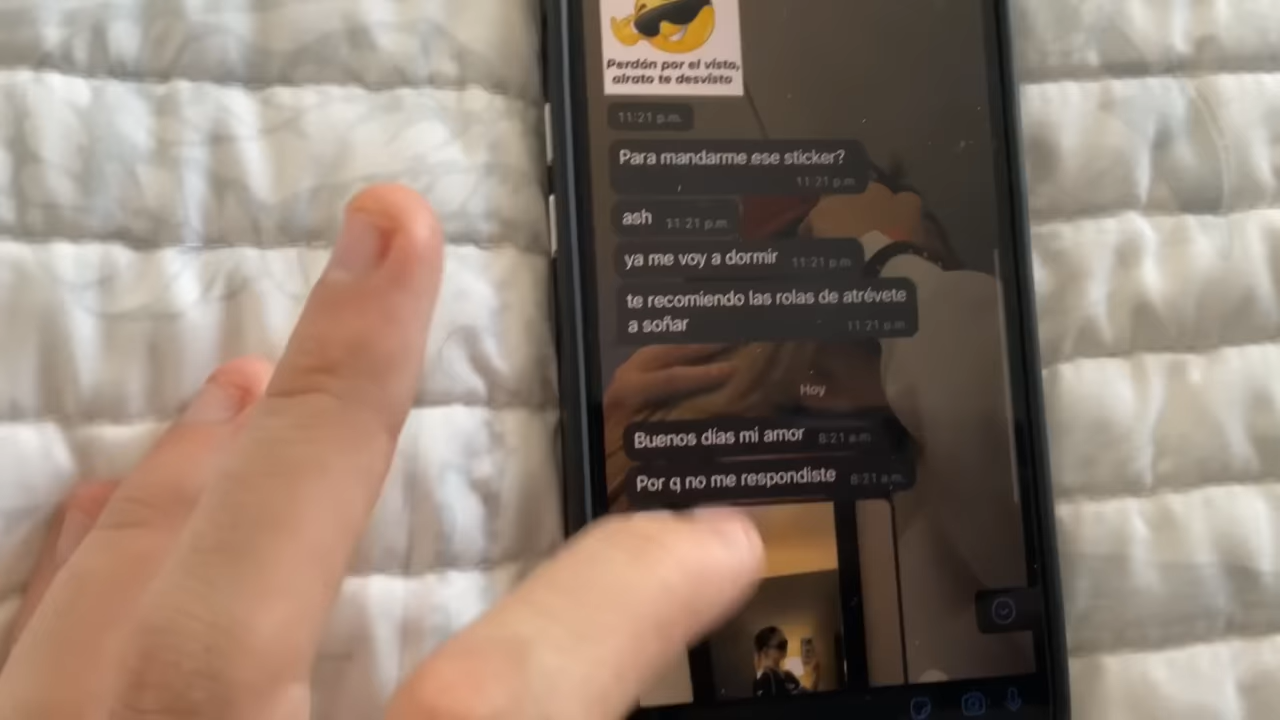 Perdón por el visto,
alrato te desvisto
11:21 p.m.
Para mandarme ese sticker?
11:21 p.m.
ash 11:21 p.m.
ya me voy a dormir 11:21 p.m.
te recomiendo las rolas de atrévete
a soñar 11:21 p.m.
Hoy
Buenos días mi amor 8:21 a.m.
Por q no me respondiste 8:21 a.m.